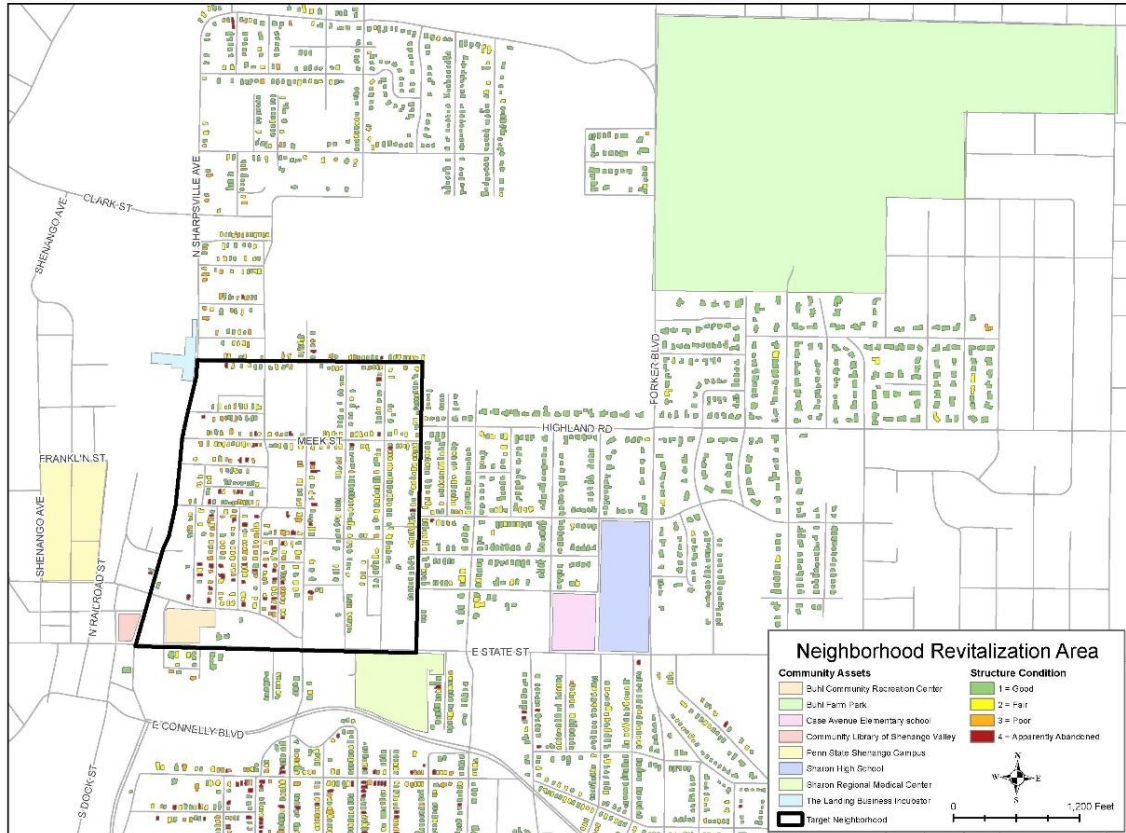 N SHARPSVILLE AVE
CLARK ST
SHENANGO AVE
FORKER BLVD
HIGHLAND RD
MEEK ST
FRANKLIN ST
SHENANGO AVE
N RAILROAD ST
E STATE ST
E CONNELLY BLVD
S DOCK ST
Neighborhood Revitalization Area
Community Assets
Buhl Community Recreation Center
Buhl Farm Park
Case Avenue Elementary school
Community Library of Shenango Valley
Penn State Shenango Campus
Sharon High School
Sharon Regional Medical Center
The Landing Business Incubator
Target Neighborhood
Structure Condition
1 = Good
2 = Fair
3 = Poor
4 = Apparently Abandoned
N
W E
S
0 1,200 Feet